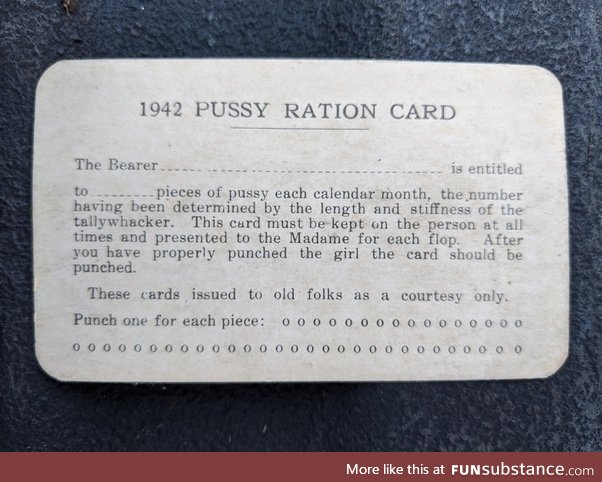 1942 PUSSY RATION CARD
The Bearer ........................................ is entitled
to ......... pieces of pussy each calendar month, the number
having been determined by the length and stiffness of the
tallywhacker. This card must be kept on the person at all
times and presented to the Madame for each flop. After
you have properly punched the girl the card should be
punched.
These cards issued to old folks as a courtesy only.
Punch one for each piece: o o o o o o o o o o o o o o o o
o o o o o o o o o o o o o o o o o o o o o o o o o o o o o
More like this at FUNsubstance.com